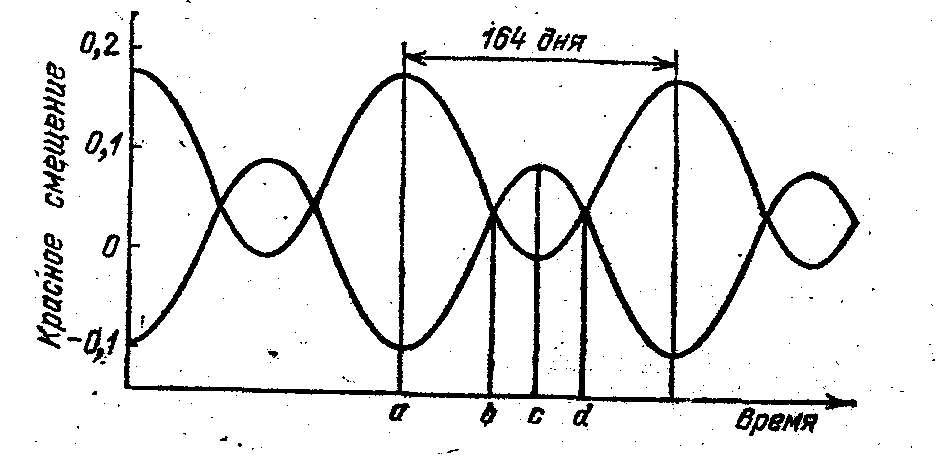 164 дня
0,2
0,1
0
-0,1
Красное смещение
a
b
c
d
Время